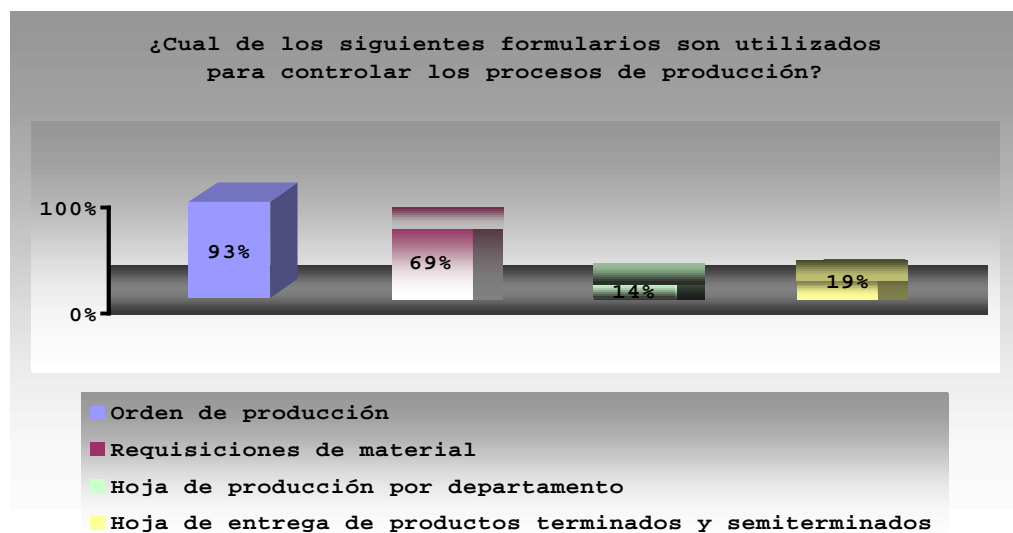 ¿Cual de los siguientes formularios son utilizados
para controlar los procesos de producción?
100%
0%
93%
69%
14%
19%
Orden de producción
Requisiciones de material
Hoja de producción por departamento
Hoja de entrega de productos terminados y semiterminados